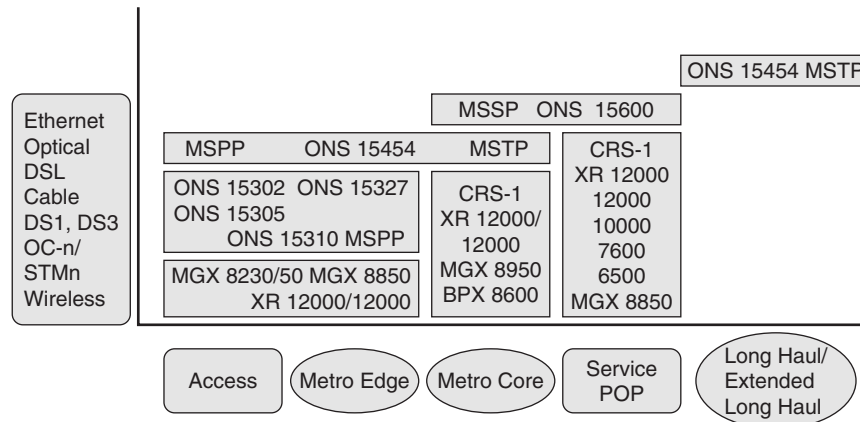 ONS 15454 MSTP
MSSP ONS 15600
Ethernet
Optical
DSL
Cable
DS1, DS3
OC-n/
STMn
Wireless
MSPP ONS 15454 MSTP
ONS 15302 ONS 15327
ONS 15305
ONS 15310 MSPP
MGX 8230/50 MGX 8850
XR 12000/12000
CRS-1
XR 12000/
12000
MGX 8950
BPX 8600
CRS-1
XR 12000
12000
10000
7600
6500
MGX 8850
Access
Metro Edge
Metro Core
Service
POP
Long Haul/
Extended
Long Haul